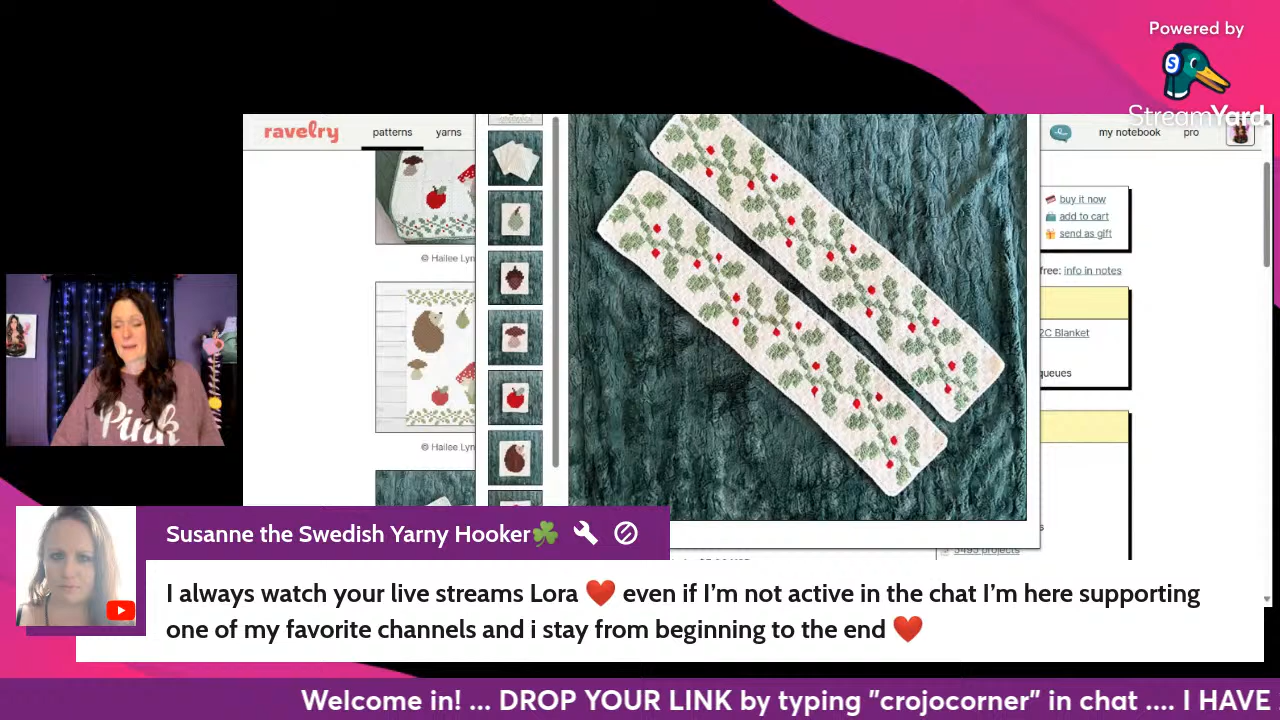 Powered by
StreamYard
ravelry
patterns
yarns
my notebook
pro
buy it now
add to cart
send as gift
free: info in notes
© Hailee Lyn
2C Blanket
queues
© Hailee Lyn
Pink
5495 projects
Susanne the Swedish Yarny Hooker☘️
I always watch your live streams Lora ❤️ even if I’m not active in the chat I’m here supporting
one of my favorite channels and i stay from beginning to the end ❤️
Welcome in! ... DROP YOUR LINK by typing "crojocorner" in chat .... I HAVE